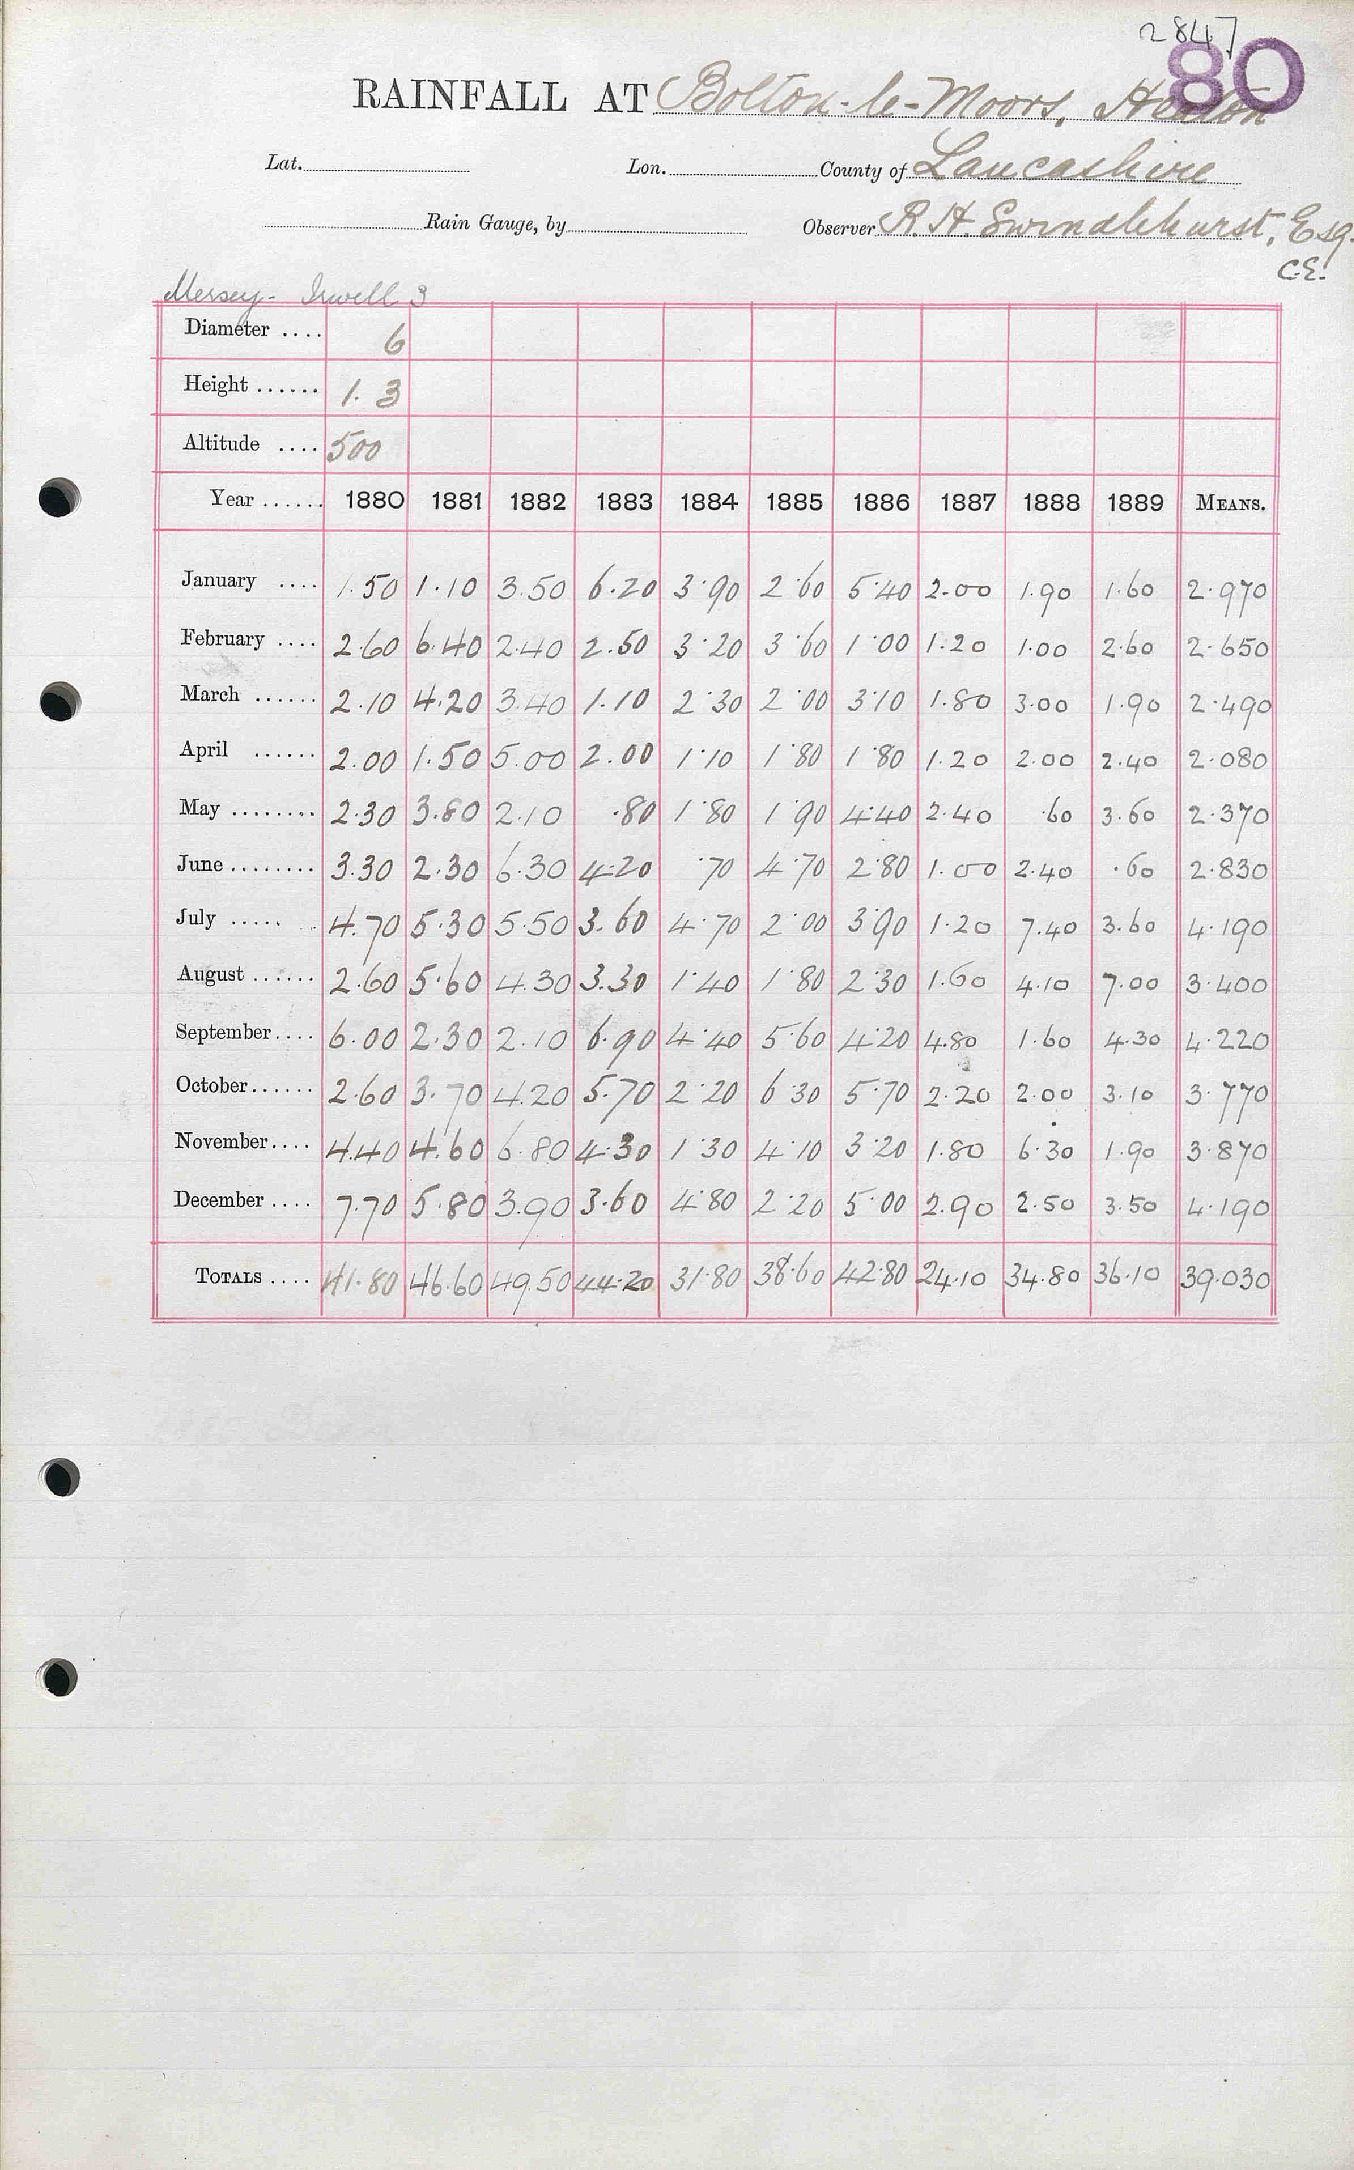 2847
80
RAINFALL AT Bolton-le-Moors, Heaton
Lat. Lon. County of Lancashire
Rain Gauge, by Observer R. H. Swindlehurst, Esq.
C.E.
Mersey - Irwell 3
Diameter .... 6
Height ...... 1. 3
Altitude .... 500
Year ...... 1880 1881 1882 1883 1884 1885 1886 1887 1888 1889 MEANS.
January .... 1.50 1.10 3.50 6.20 3.90 2.60 5.40 2.00 1.90 1.60 2.970
February .... 2.60 6.40 2.40 2.50 3.20 3.60 1.00 1.20 1.00 2.60 2.650
March ...... 2.10 4.20 3.40 1.10 2.30 2.00 3.10 1.80 3.00 1.90 2.490
April ...... 2.00 1.50 5.00 2.00 1.10 1.80 1.80 1.20 2.00 2.40 2.080
May ........ 2.30 3.80 2.10 .80 1.80 1.90 4.40 2.40 .60 3.60 2.370
June ........ 3.30 2.30 6.30 4.20 .70 4.70 2.80 1.00 2.40 .60 2.830
July ..... 4.70 5.30 5.50 3.60 4.70 2.00 3.90 1.20 7.40 3.60 4.190
August ...... 2.60 5.60 4.30 3.30 1.40 1.80 2.30 1.60 4.10 7.00 3.400
September.... 6.00 2.30 2.10 6.90 4.40 5.60 4.20 4.80 1.60 4.30 4.220
October...... 2.60 3.70 4.20 5.70 2.20 6.30 5.70 2.20 2.00 3.10 3.770
November.... 4.40 4.60 6.80 4.30 1.30 4.10 3.20 1.80 6.30 1.90 3.870
December .... 7.70 5.80 3.90 3.60 4.80 2.20 5.00 2.90 2.50 3.50 4.190
TOTALS .... 41.80 46.60 49.50 44.20 31.80 38.60 42.80 24.10 34.80 36.10 39.030